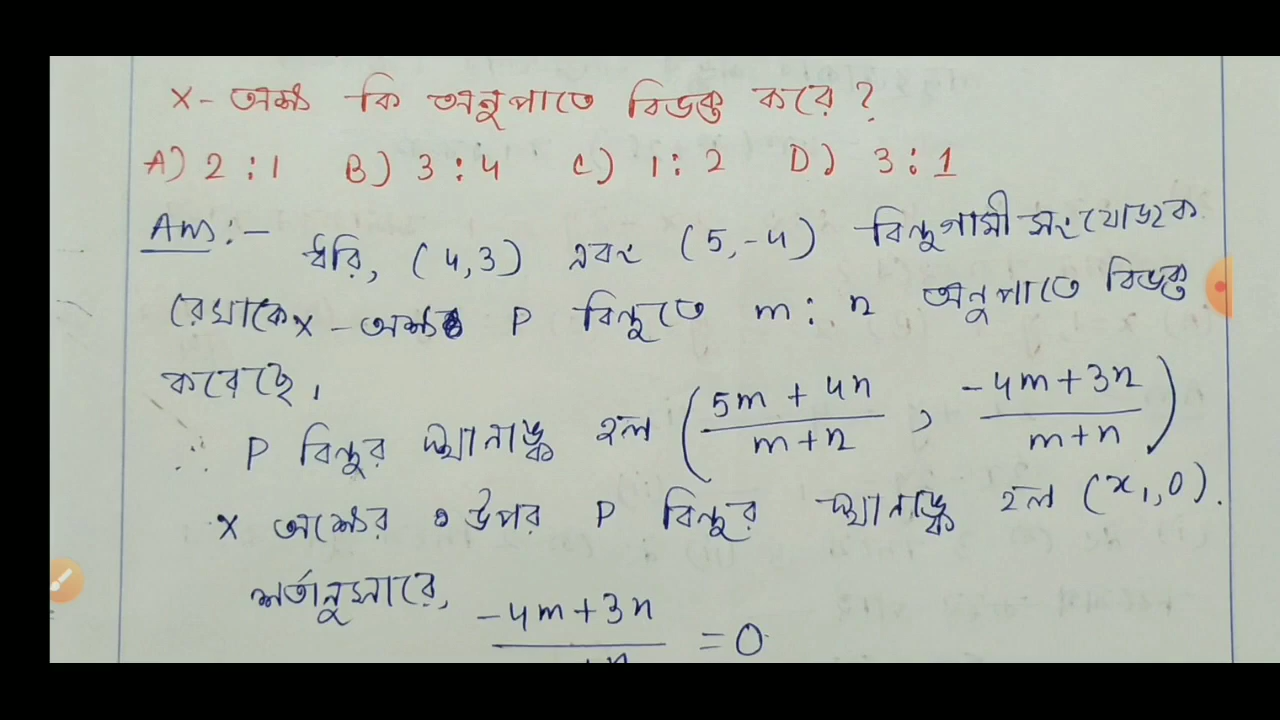 x-অক্ষ কি অনুপাতে বিভক্ত করে ?
A) 2 : 1 B) 3 : 4 C) 1 : 2 D) 3 : 1
Ans :- ধরি, (4,3) এবং (5,-4) বিন্দুগামী সংযোজক
রেখাকে x-অক্ষ P বিন্দুতে m : n অনুপাতে বিভক্ত
করেছে।
∴ P বিন্দুর স্থানাঙ্ক হল ( 5m + 4n / m + n , -4m + 3n / m + n )
x অক্ষের উপর P বিন্দুর স্থানাঙ্ক হল (x₁, 0).
শর্তানুসারে, -4m + 3n / = 0